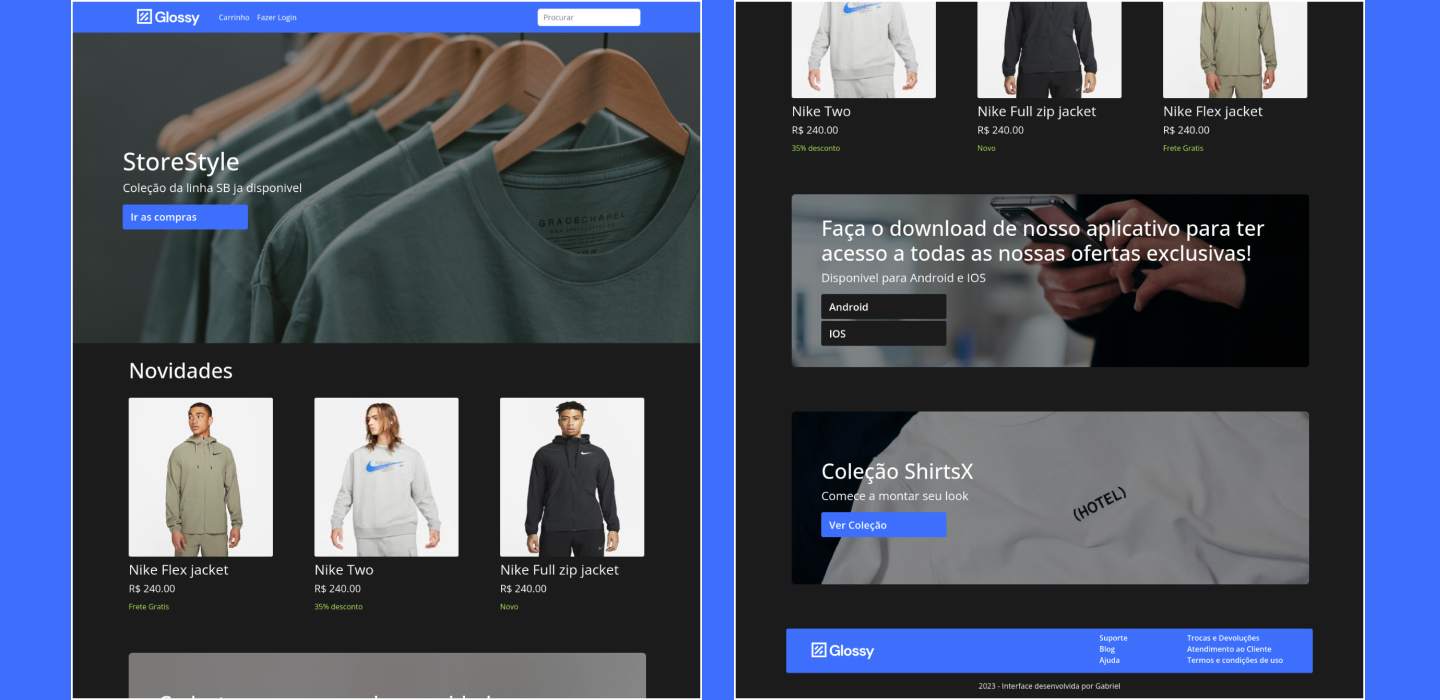 Glossy
Carrinho
Fazer Login
Procurar
StoreStyle
Coleção da linha SB ja disponivel
Ir as compras
GRACECHAPEL
Novidades
Nike Flex jacket
R$ 240.00
Frete Gratis
Nike Two
R$ 240.00
35% desconto
Nike Full zip jacket
R$ 240.00
Novo
Nike Two
R$ 240.00
35% desconto
Nike Full zip jacket
R$ 240.00
Novo
Nike Flex jacket
R$ 240.00
Frete Gratis
Faça o download de nosso aplicativo para ter
acesso a todas as nossas ofertas exclusivas!
Disponivel para Android e IOS
Android
IOS
Coleção ShirtsX
Comece a montar seu look
Ver Coleção
(HOTEL)
Glossy
Suporte
Blog
Ajuda
Trocas e Devoluções
Atendimento ao Cliente
Termos e condições de uso
2023 - Interface desenvolvida por Gabriel